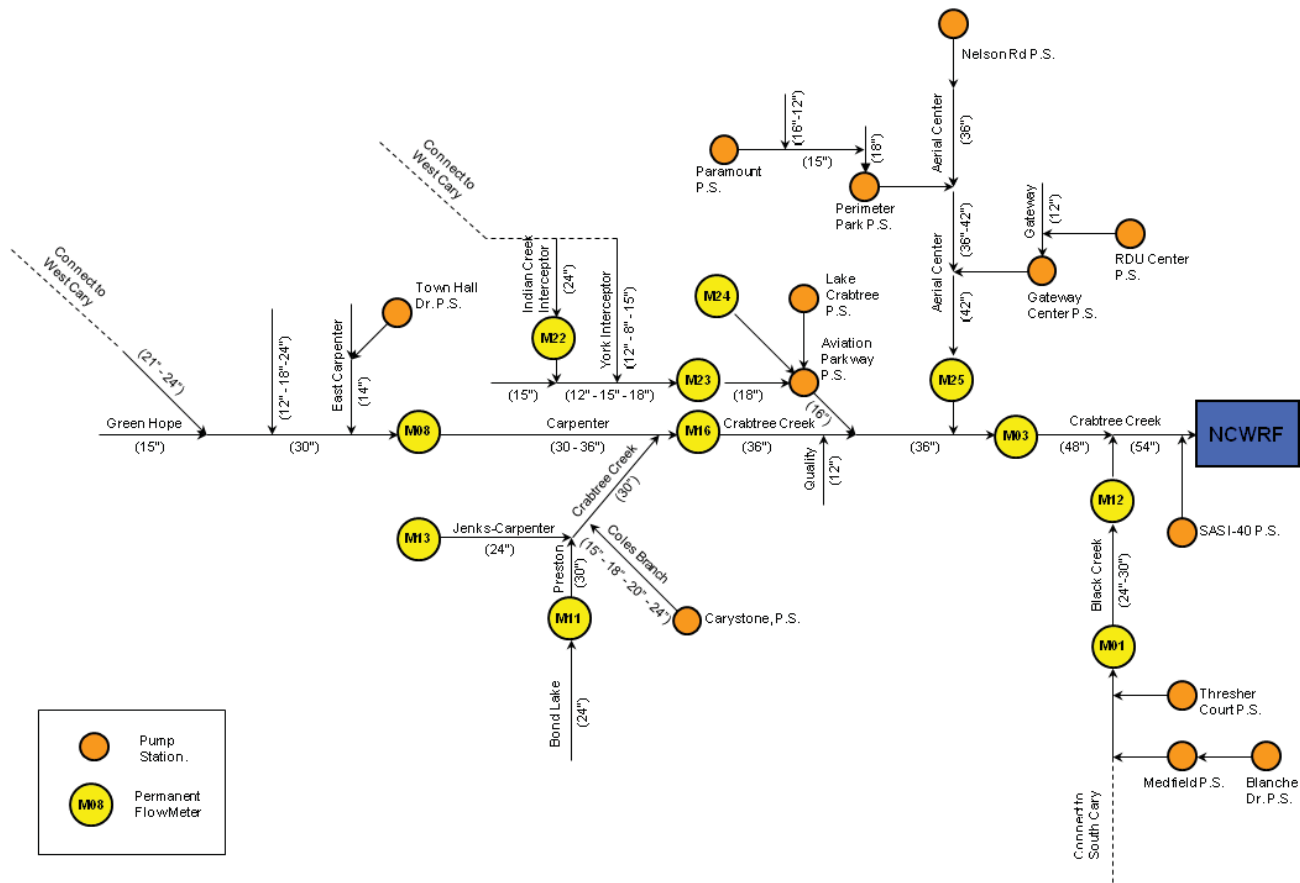 Nelson Rd P.S.
Aerial Center
(36")
(16"-12")
(15")
(18")
Paramount
P.S.
Perimeter
Park P.S.
Connect to
West Cary
Connect to
West Cary
Aerial Center
(36"-42")
(42")
Gateway
(12")
RDU Center
P.S.
Gateway
Center P.S.
Town Hall
Dr. P.S.
Indian Creek
Interceptor
(24")
York Interceptor
(12" - 8" - 15")
M24
Lake
Crabtree
P.S.
Aviation
Parkway
P.S.
M22
M23
M25
(21" - 24")
(12" - 18"-24")
East Carpenter
(14")
(15")
(12" - 15" - 18")
(18")
(16")
Green Hope
(15")
(30")
M08
Carpenter
(30 - 36")
M16
Crabtree Creek
(36")
Quality
(12")
(36")
M03
Crabtree Creek
(48")
(54")
NCWRF
Crabtree Creek
(30")
M12
SASI-40 P.S.
M13
Jenks-Carpenter
(24")
Preston
(30")
Coles Branch
(15" - 18" - 20" - 24")
Black Creek
(24"-30")
M11
Carystone, P.S.
M01
Bond Lake
(24")
Thresher
Court P.S.
Medfield P.S.
Blanche
Dr. P.S.
Connect to
South Cary
Pump
Station.
M08
Permanent
FlowMeter